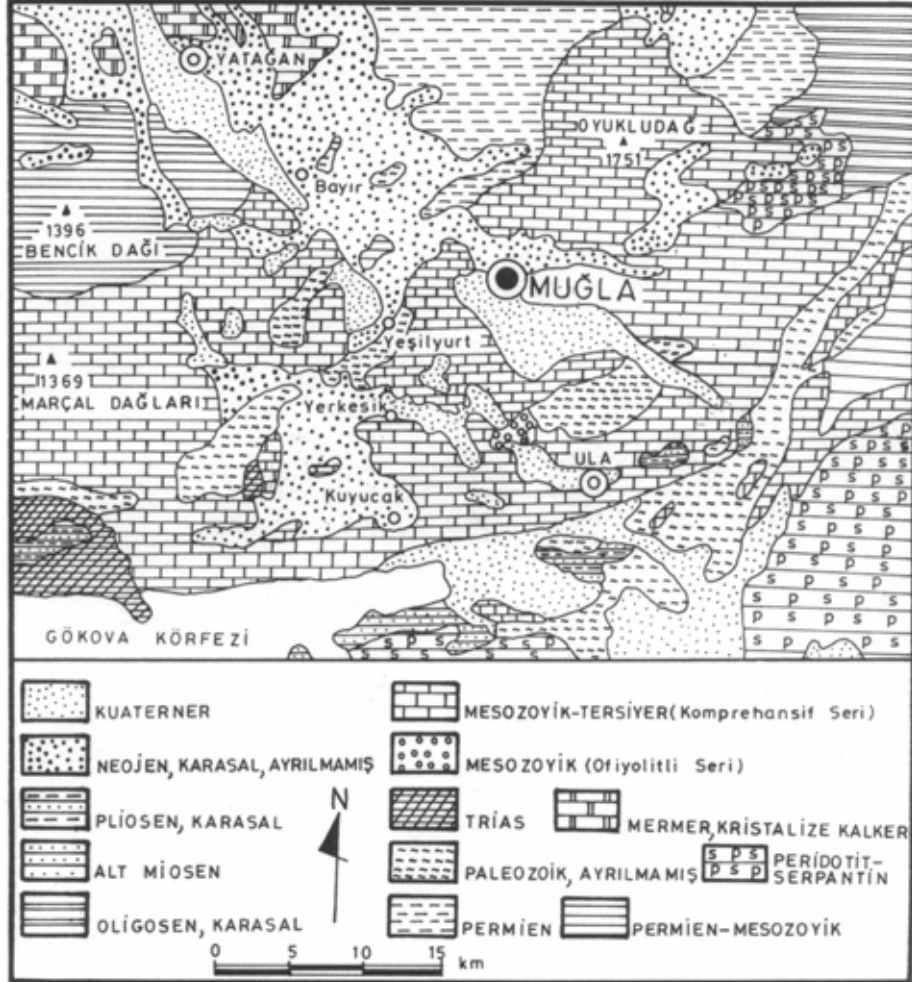 YATAĞAN
OYUKLUDAĞ
1751
Bayır
1396
BENCİK DAĞI
MUĞLA
Yeşilyurt
1369
MARÇAL DAĞLARI
Yerkesik
ULA
Kuyucak
GÖKOVA KÖRFEZİ
KUATERNER
NEOJEN, KARASAL, AYRILMAMIŞ
PLİOSEN, KARASAL
ALT MİOSEN
OLİGOSEN, KARASAL
N
MESOZOYİK-TERSİYER (Komprehansif Seri)
MESOZOYİK (Ofiyolitli Seri)
TRİAS
MERMER, KRİSTALİZE KALKER
PALEOZOİK, AYRILMAMIŞ
s p s
p s p
PERİDOTİT-
SERPANTİN
PERMİEN
PERMİEN-MESOZOYİK
0 5 10 15
km